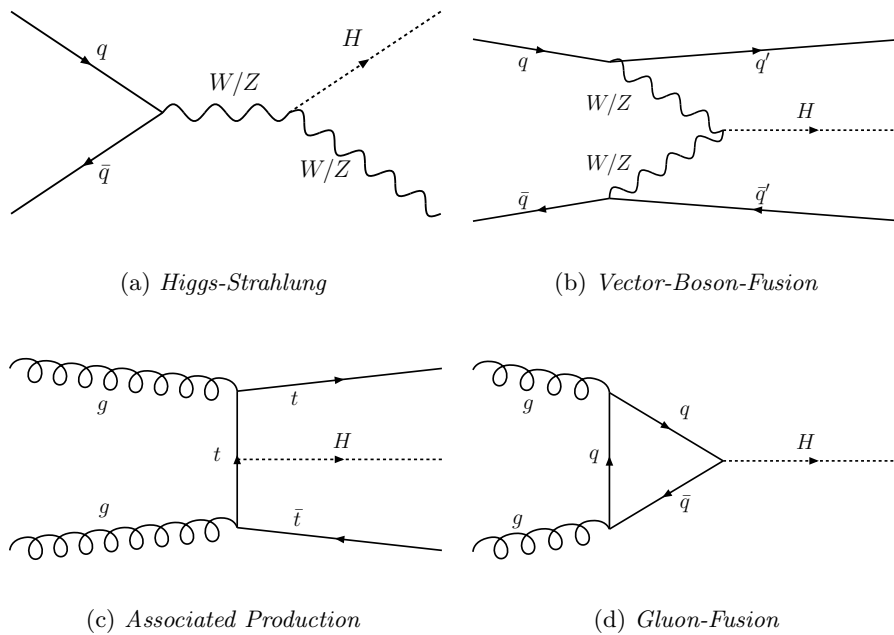 q
W/Z
H
q̄
W/Z
(a) Higgs-Strahlung
q
q′
W/Z
H
W/Z
q̄
q̄′
(b) Vector-Boson-Fusion
g
t
t
H
g
t̄
(c) Associated Production
g
q
q
H
g
q̄
(d) Gluon-Fusion